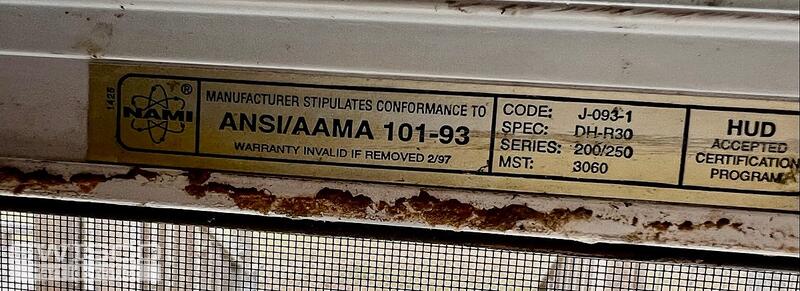 1425
NAMI ®
MANUFACTURER STIPULATES CONFORMANCE TO
ANSI/AAMA 101-93
WARRANTY INVALID IF REMOVED 2/97
CODE: J-093-1
SPEC: DH-R30
SERIES: 200/250
MST: 3060
HUD
ACCEPTED
CERTIFICATION
PROGRAM